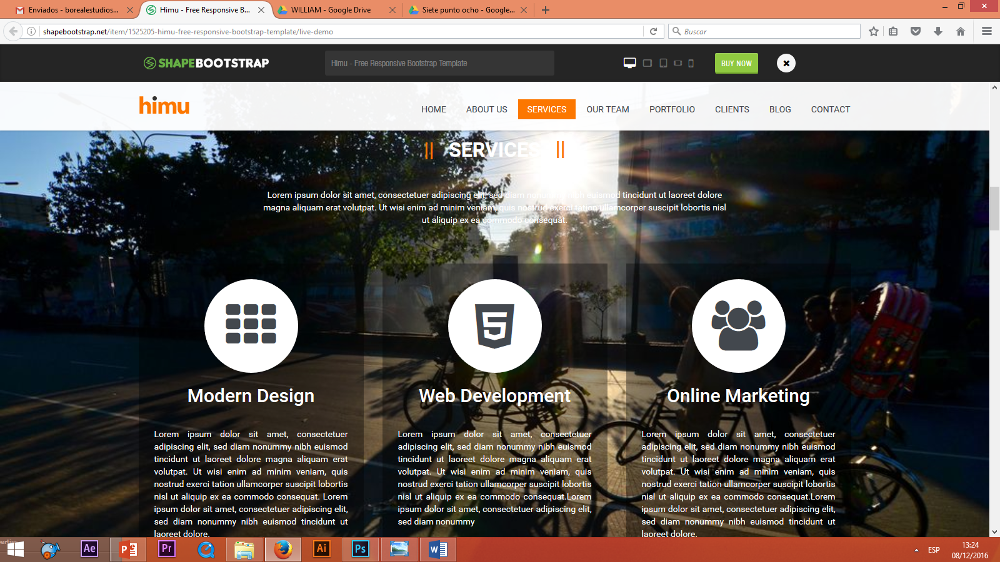 Enviados - borealestudios...
Himu - Free Responsive B...
WILLIAM - Google Drive
Siete punto ocho - Google...
shapebootstrap.net/item/1525205-himu-free-responsive-bootstrap-template/live-demo
Buscar
SHAPEBOOTSTRAP
Himu - Free Responsive Bootstrap Template
BUY NOW
himu
HOME
ABOUT US
SERVICES
OUR TEAM
PORTFOLIO
CLIENTS
BLOG
CONTACT
|| SERVICES ||
Lorem ipsum dolor sit amet, consectetuer adipiscing elit, sed diam nonummy nibh euismod tincidunt ut laoreet dolore
magna aliquam erat volutpat. Ut wisi enim ad minim veniam, quis nostrud exerci tation ullamcorper suscipit lobortis nisl
ut aliquip ex ea commodo consequat.
Modern Design
Lorem ipsum dolor sit amet, consectetuer
adipiscing elit, sed diam nonummy nibh euismod
tincidunt ut laoreet dolore magna aliquam erat
volutpat. Ut wisi enim ad minim veniam, quis
nostrud exerci tation ullamcorper suscipit lobortis
nisl ut aliquip ex ea commodo consequat. Lorem
ipsum dolor sit amet, consectetuer adipiscing elit,
sed diam nonummy nibh euismod tincidunt ut
laoreet dolore.
5
Web Development
Lorem ipsum dolor sit amet, consectetuer
adipiscing elit, sed diam nonummy nibh euismod
tincidunt ut laoreet dolore magna aliquam erat
volutpat. Ut wisi enim ad minim veniam, quis
nostrud exerci tation ullamcorper suscipit lobortis
nisl ut aliquip ex ea commodo consequat.Lorem
ipsum dolor sit amet, consectetuer adipiscing elit,
sed diam nonummy
Online Marketing
Lorem ipsum dolor sit amet, consectetuer
adipiscing elit, sed diam nonummy nibh euismod
tincidunt ut laoreet dolore magna aliquam erat
volutpat. Ut wisi enim ad minim veniam, quis
nostrud exerci tation ullamcorper suscipit lobortis
nisl ut aliquip ex ea commodo consequat.Lorem
ipsum dolor sit amet, consectetuer adipiscing elit,
sed diam nonummy nibh euismod tincidunt ut
laoreet dolore.
Ae
P
Pr
Ai
Ps
W
ESP
13:24
08/12/2016